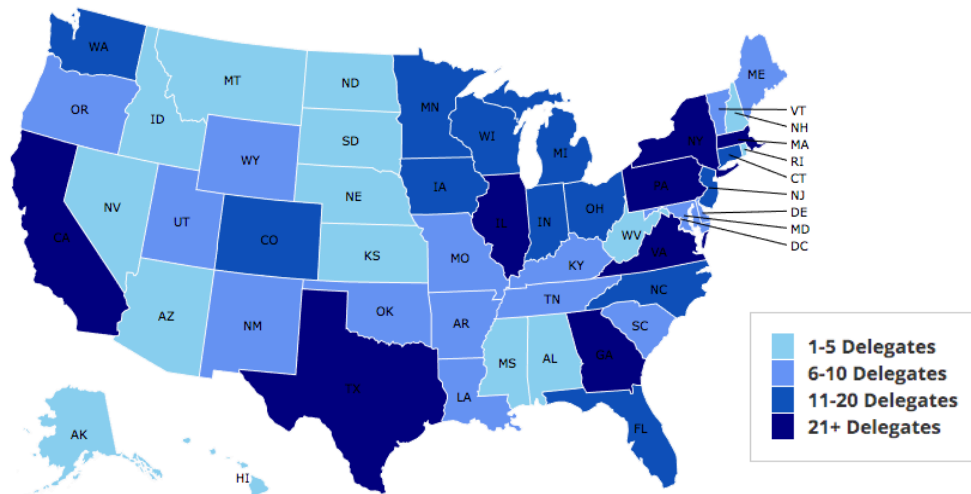 WA
ME
MT
ND
VT
OR
MN
NH
ID
WI
NY
MA
SD
MI
RI
WY
CT
PA
NJ
IA
NE
OH
DE
NV
IL
IN
MD
UT
WV
DC
CO
CA
VA
KS
MO
KY
NC
TN
OK
AZ
AR
SC
NM
MS
AL
GA
1-5 Delegates
TX
6-10 Delegates
LA
11-20 Delegates
FL
21+ Delegates
AK
HI